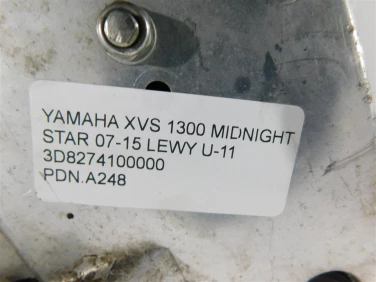 YAMAHA XVS 1300 MIDNIGHT
STAR 07-15 LEWY U-11
3D8274100000
PDN.A248